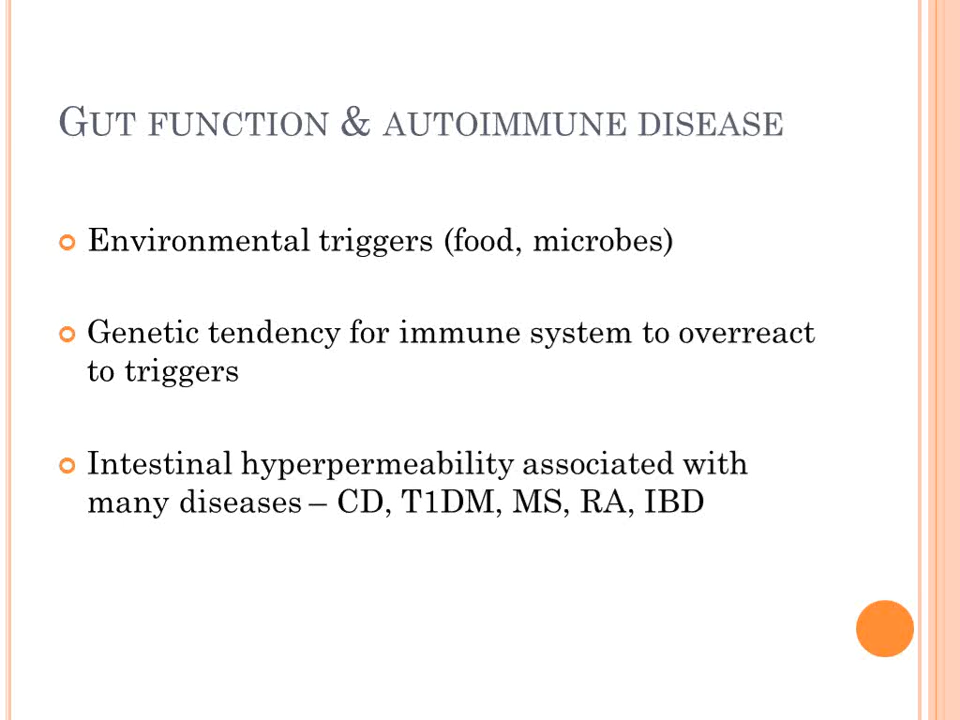 GUT FUNCTION & AUTOIMMUNE DISEASE
Environmental triggers (food, microbes)
Genetic tendency for immune system to overreact
to triggers
Intestinal hyperpermeability associated with
many diseases – CD, T1DM, MS, RA, IBD